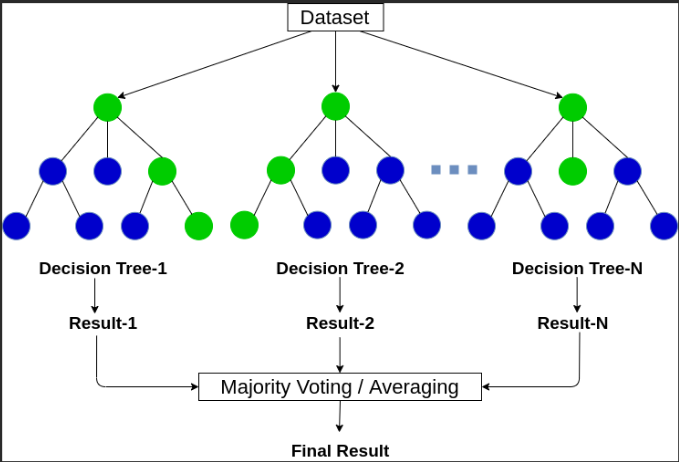 Dataset
Decision Tree-1
Decision Tree-2
Decision Tree-N
Result-1
Result-2
Result-N
Majority Voting / Averaging
Final Result